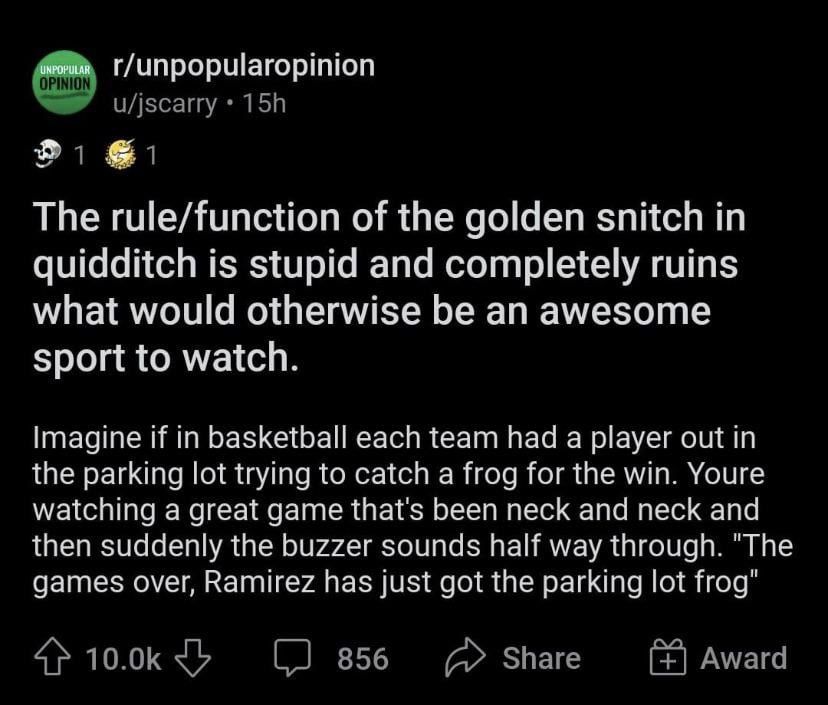 UNPOPULAR
OPINION
r/unpopularopinion
u/jscarry • 15h
1 1
The rule/function of the golden snitch in
quidditch is stupid and completely ruins
what would otherwise be an awesome
sport to watch.
Imagine if in basketball each team had a player out in
the parking lot trying to catch a frog for the win. Youre
watching a great game that's been neck and neck and
then suddenly the buzzer sounds half way through. "The
games over, Ramirez has just got the parking lot frog"
10.0k 856 Share Award